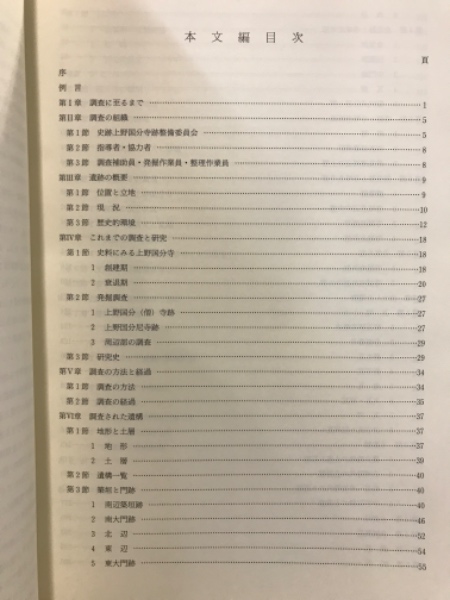 本文編目次
頁
序
例言
第Ⅰ章 調査に至るまで 1
第Ⅱ章 調査の組織 5
第1節 史跡上野国分寺跡整備委員会 5
第2節 指導者・協力者 8
第3節 調査補助員・発掘作業員・整理作業員 8
第Ⅲ章 遺跡の概要 9
第1節 位置と立地 9
第2節 現況 10
第3節 歴史的環境 12
第Ⅳ章 これまでの調査と研究 18
第1節 史料にみる上野国分寺 18
1 創建期 18
2 衰退期 20
第2節 発掘調査 27
1 上野国分(僧)寺跡 27
2 上野国分尼寺跡 27
3 周辺部の調査 29
第3節 研究史 29
第Ⅴ章 調査の方法と経過 34
第1節 調査の方法 34
第2節 調査の経過 35
第Ⅵ章 調査された遺構 37
第1節 地形と土層 37
1 地形 37
2 土層 39
第2節 遺構一覧 40
第3節 築垣と門跡 40
1 南辺築垣跡 40
2 南大門跡 46
3 北辺 52
4 東辺 54
5 東大門跡 55